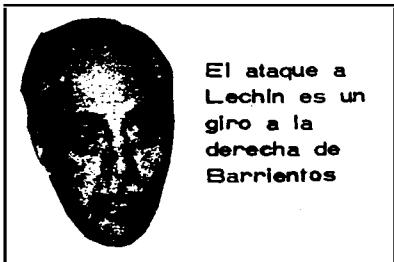 El ataque a
Lechin es un
giro a la
derecha de
Barrientos